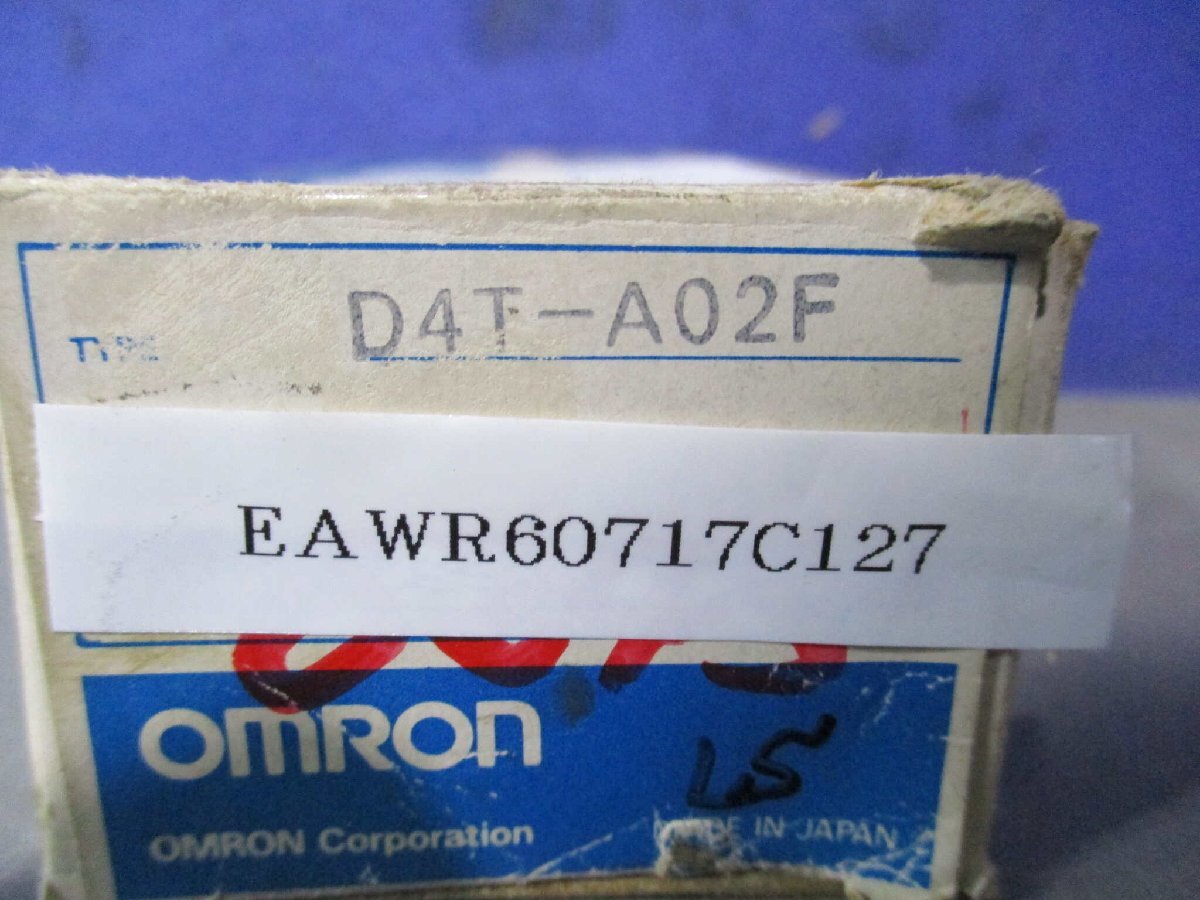 D4T-A02F
TYPE
EAWR60717C127
OMRON
LS
OMRON Corporation
MADE IN JAPAN